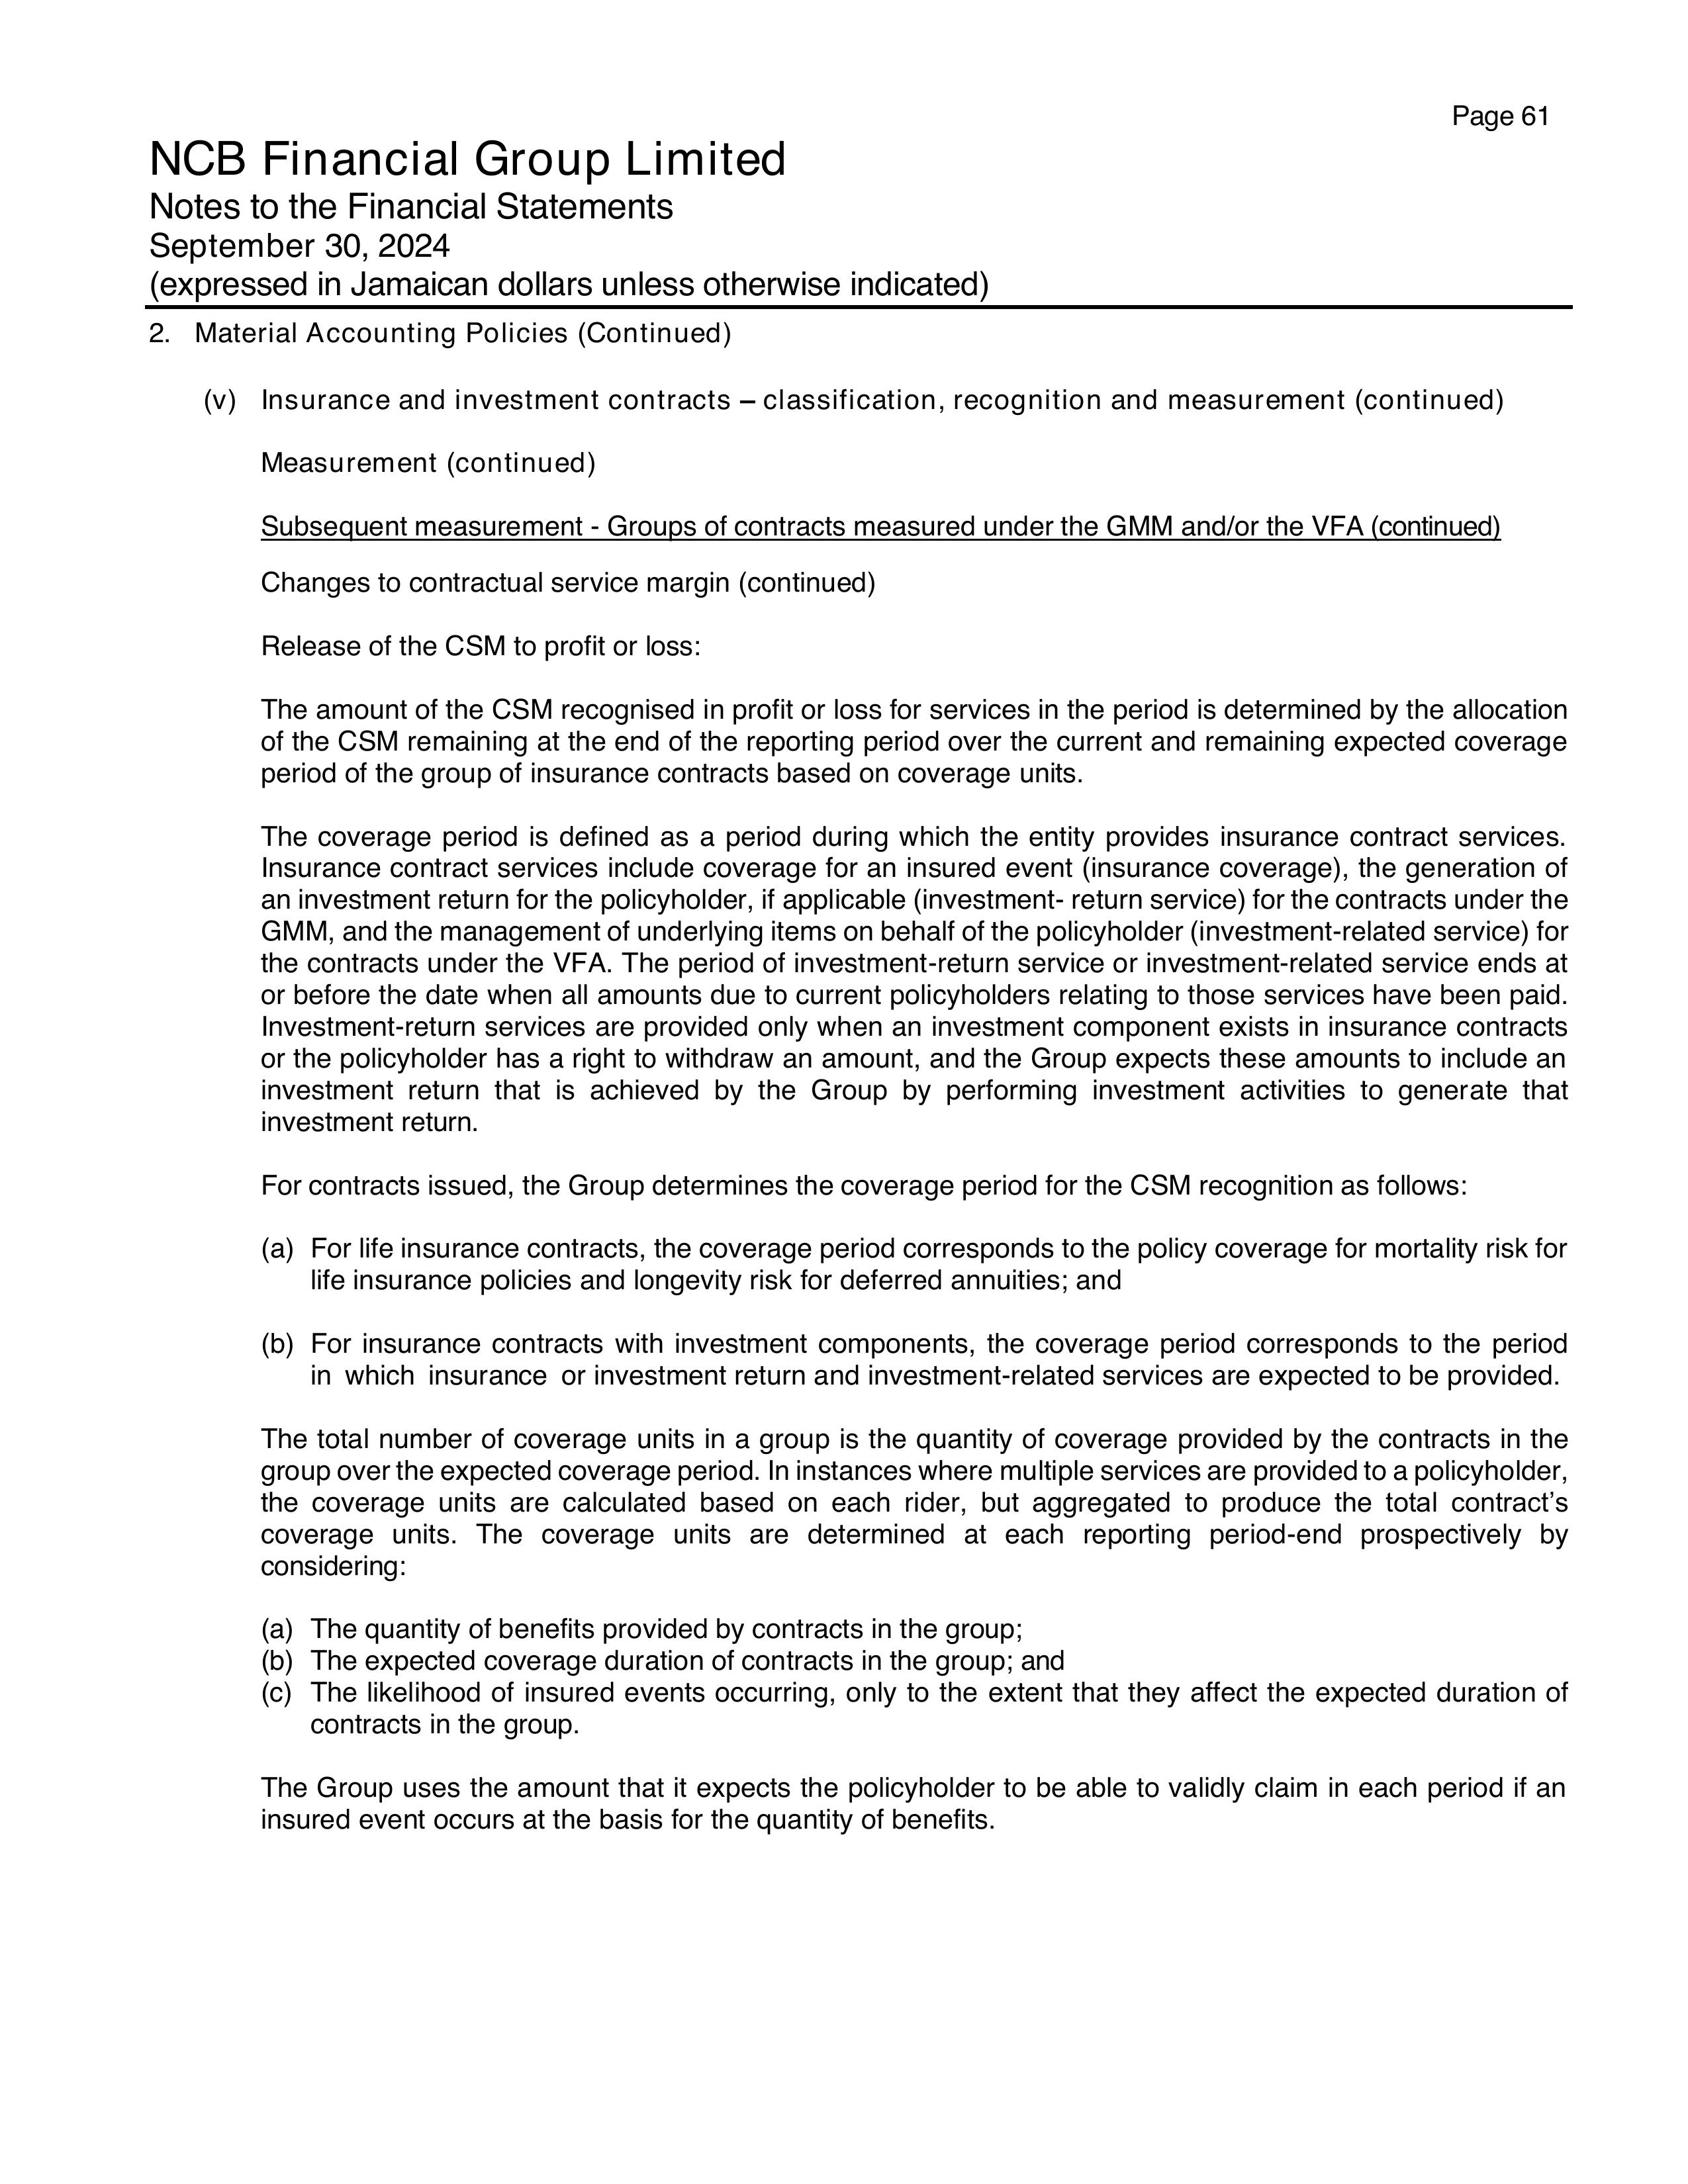 Page 61
NCB Financial Group Limited
Notes to the Financial Statements
September 30, 2024
(expressed in Jamaican dollars unless otherwise indicated)
2. Material Accounting Policies (Continued)
(v) Insurance and investment contracts – classification, recognition and measurement (continued)
Measurement (continued)
Subsequent measurement - Groups of contracts measured under the GMM and/or the VFA (continued)
Changes to contractual service margin (continued)
Release of the CSM to profit or loss:
The amount of the CSM recognised in profit or loss for services in the period is determined by the allocation
of the CSM remaining at the end of the reporting period over the current and remaining expected coverage
period of the group of insurance contracts based on coverage units.
The coverage period is defined as a period during which the entity provides insurance contract services.
Insurance contract services include coverage for an insured event (insurance coverage), the generation of
an investment return for the policyholder, if applicable (investment- return service) for the contracts under the
GMM, and the management of underlying items on behalf of the policyholder (investment-related service) for
the contracts under the VFA. The period of investment-return service or investment-related service ends at
or before the date when all amounts due to current policyholders relating to those services have been paid.
Investment-return services are provided only when an investment component exists in insurance contracts
or the policyholder has a right to withdraw an amount, and the Group expects these amounts to include an
investment return that is achieved by the Group by performing investment activities to generate that
investment return.
For contracts issued, the Group determines the coverage period for the CSM recognition as follows:
(a) For life insurance contracts, the coverage period corresponds to the policy coverage for mortality risk for
life insurance policies and longevity risk for deferred annuities; and
(b) For insurance contracts with investment components, the coverage period corresponds to the period
in which insurance or investment return and investment-related services are expected to be provided.
The total number of coverage units in a group is the quantity of coverage provided by the contracts in the
group over the expected coverage period. In instances where multiple services are provided to a policyholder,
the coverage units are calculated based on each rider, but aggregated to produce the total contract’s
coverage units. The coverage units are determined at each reporting period-end prospectively by
considering:
(a) The quantity of benefits provided by contracts in the group;
(b) The expected coverage duration of contracts in the group; and
(c) The likelihood of insured events occurring, only to the extent that they affect the expected duration of
contracts in the group.
The Group uses the amount that it expects the policyholder to be able to validly claim in each period if an
insured event occurs at the basis for the quantity of benefits.